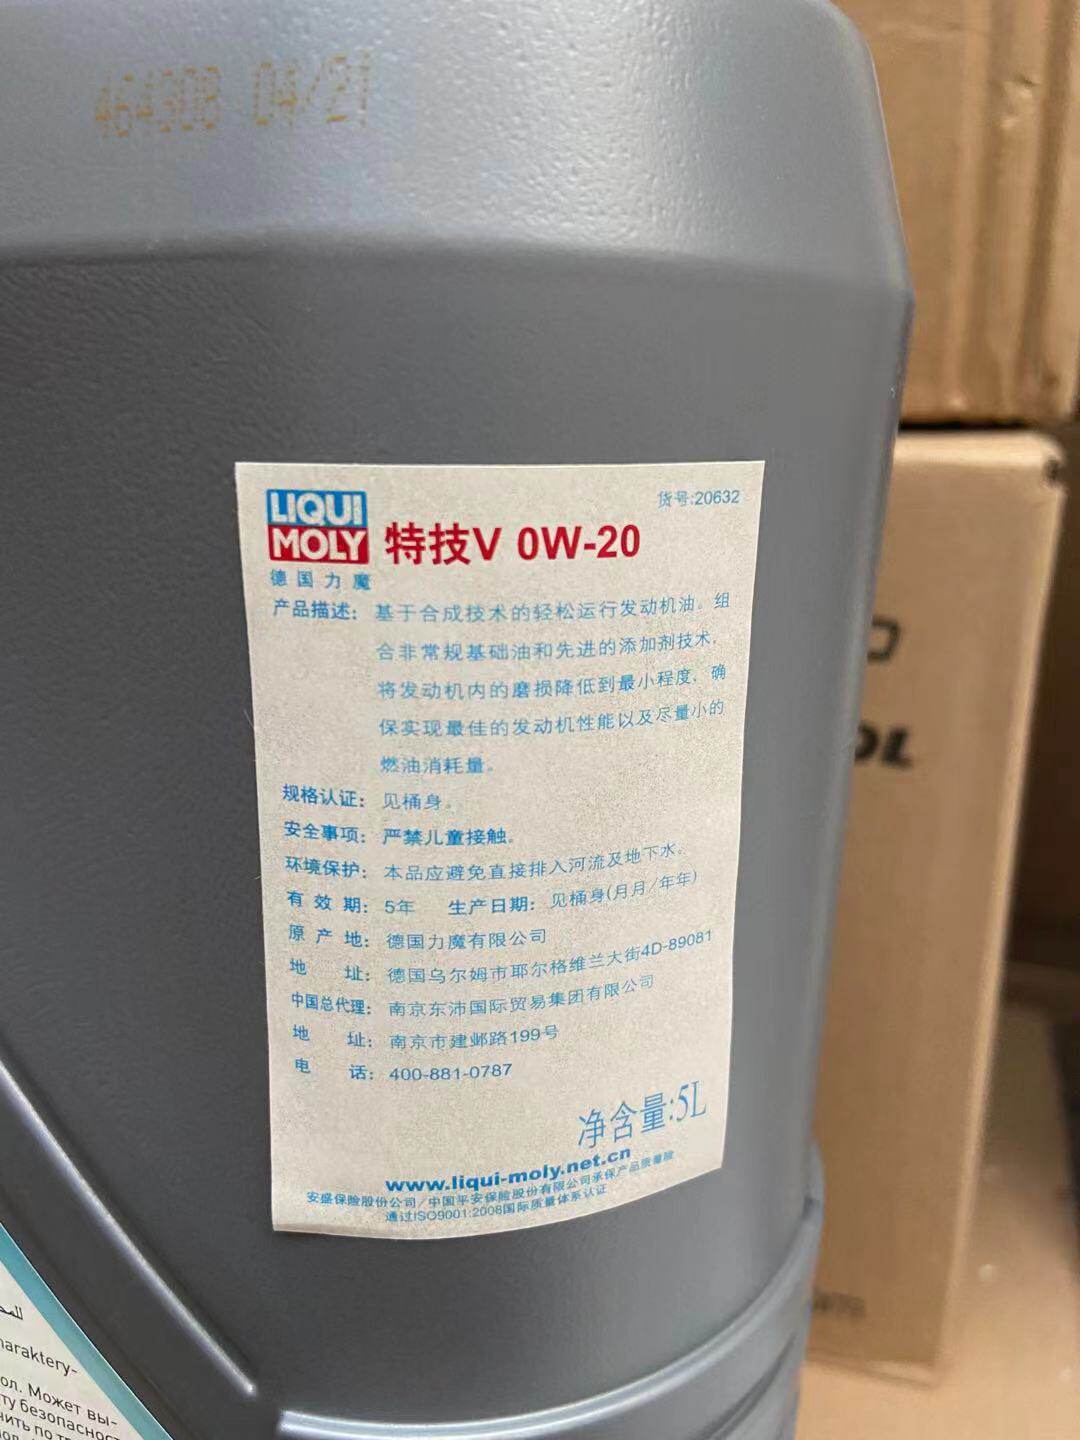 464308 04/21
LIQUI
MOLY
德国力魔
特技V 0W-20
货号:20632
产品描述: 基于合成技术的轻松运行发动机油。组
合非常规基础油和先进的添加剂技术,
将发动机内的磨损降低到最小程度, 确
保实现最佳的发动机性能以及尽量小的
燃油消耗量。
规格认证: 见桶身。
安全事项: 严禁儿童接触。
环境保护: 本品应避免直接排入河流及地下水。
有效期: 5年 生产日期: 见桶身(月月/年年)
原产地: 德国力魔有限公司
地址: 德国乌尔姆市耶尔格维兰大街4D-89081
中国总代理: 南京东沛国际贸易集团有限公司
地址: 南京市建邺路199号
电话: 400-881-0787
净含量:5L
www.liqui-moly.net.cn
安盛保险股份公司/中国平安保险股份有限公司承保产品质量险
通过ISO9001:2008国际质量体系认证
OL
araktery-
ол. Может вы-
ту безопасност